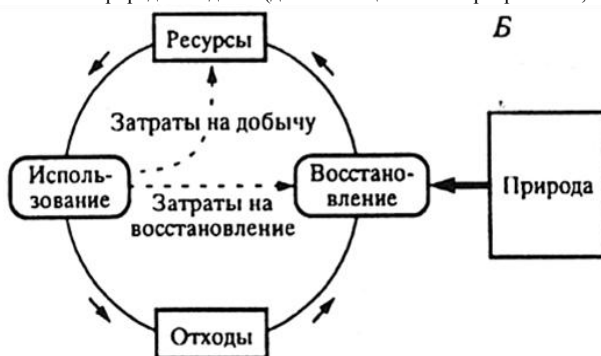 Б
Ресурсы
Затраты на добычу
Исполь-
зование
Затраты на
восстановление
Восстано-
вление
Природа
Отходы